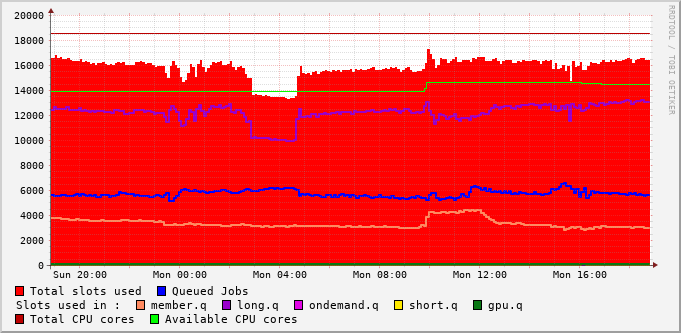 RRDTOOL / TOBI OETIKER
20000
18000
16000
14000
12000
10000
8000
6000
4000
2000
0
Sun 20:00 Mon 00:00 Mon 04:00 Mon 08:00 Mon 12:00 Mon 16:00
Total slots used Queued Jobs
Slots used in : member.q long.q ondemand.q short.q gpu.q
Total CPU cores Available CPU cores